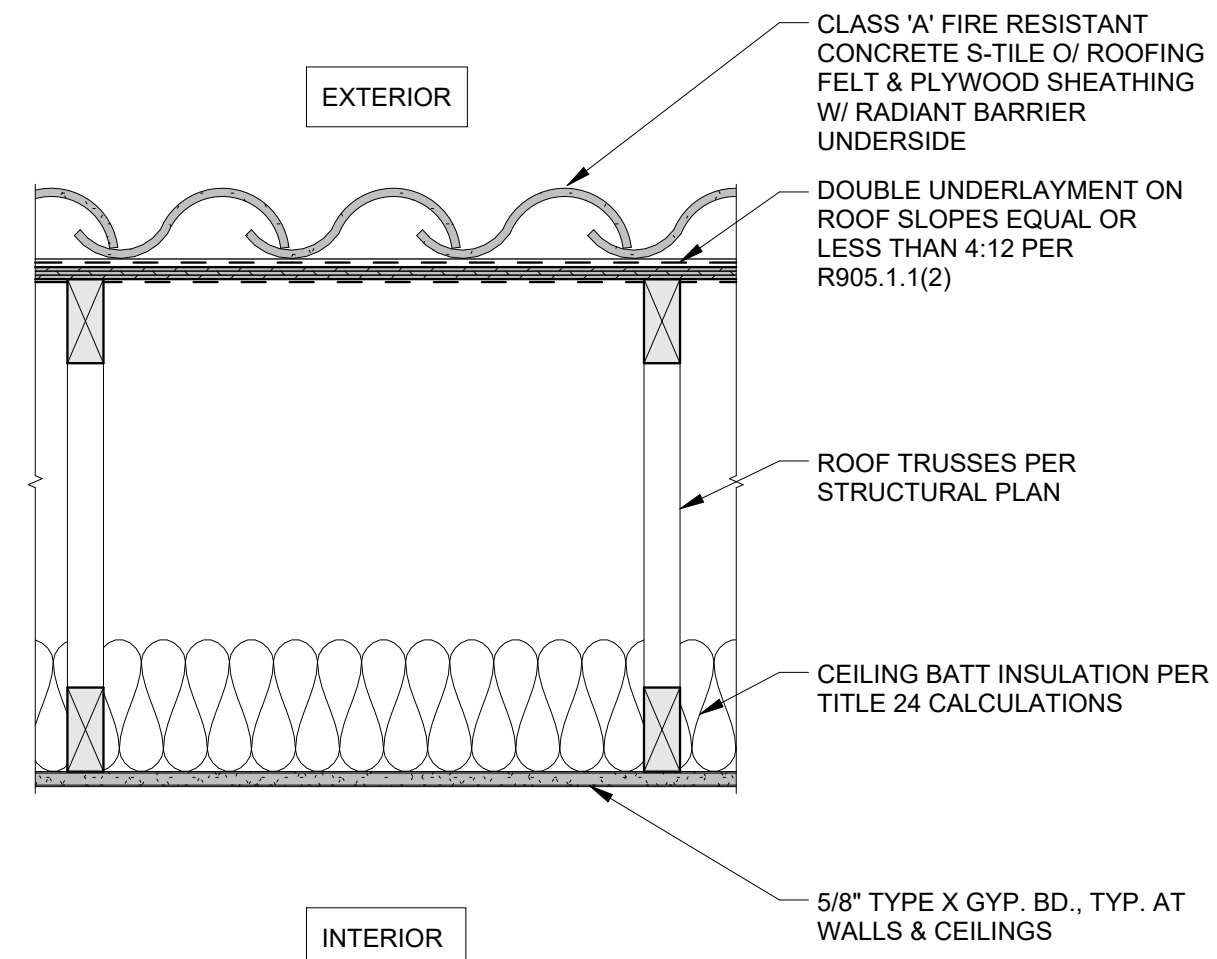 EXTERIOR
CLASS 'A' FIRE RESISTANT
CONCRETE S-TILE O/ ROOFING
FELT & PLYWOOD SHEATHING
W/ RADIANT BARRIER
UNDERSIDE
DOUBLE UNDERLAYMENT ON
ROOF SLOPES EQUAL OR
LESS THAN 4:12 PER
R905.1.1(2)
ROOF TRUSSES PER
STRUCTURAL PLAN
CEILING BATT INSULATION PER
TITLE 24 CALCULATIONS
5/8" TYPE X GYP. BD., TYP. AT
WALLS & CEILINGS
INTERIOR